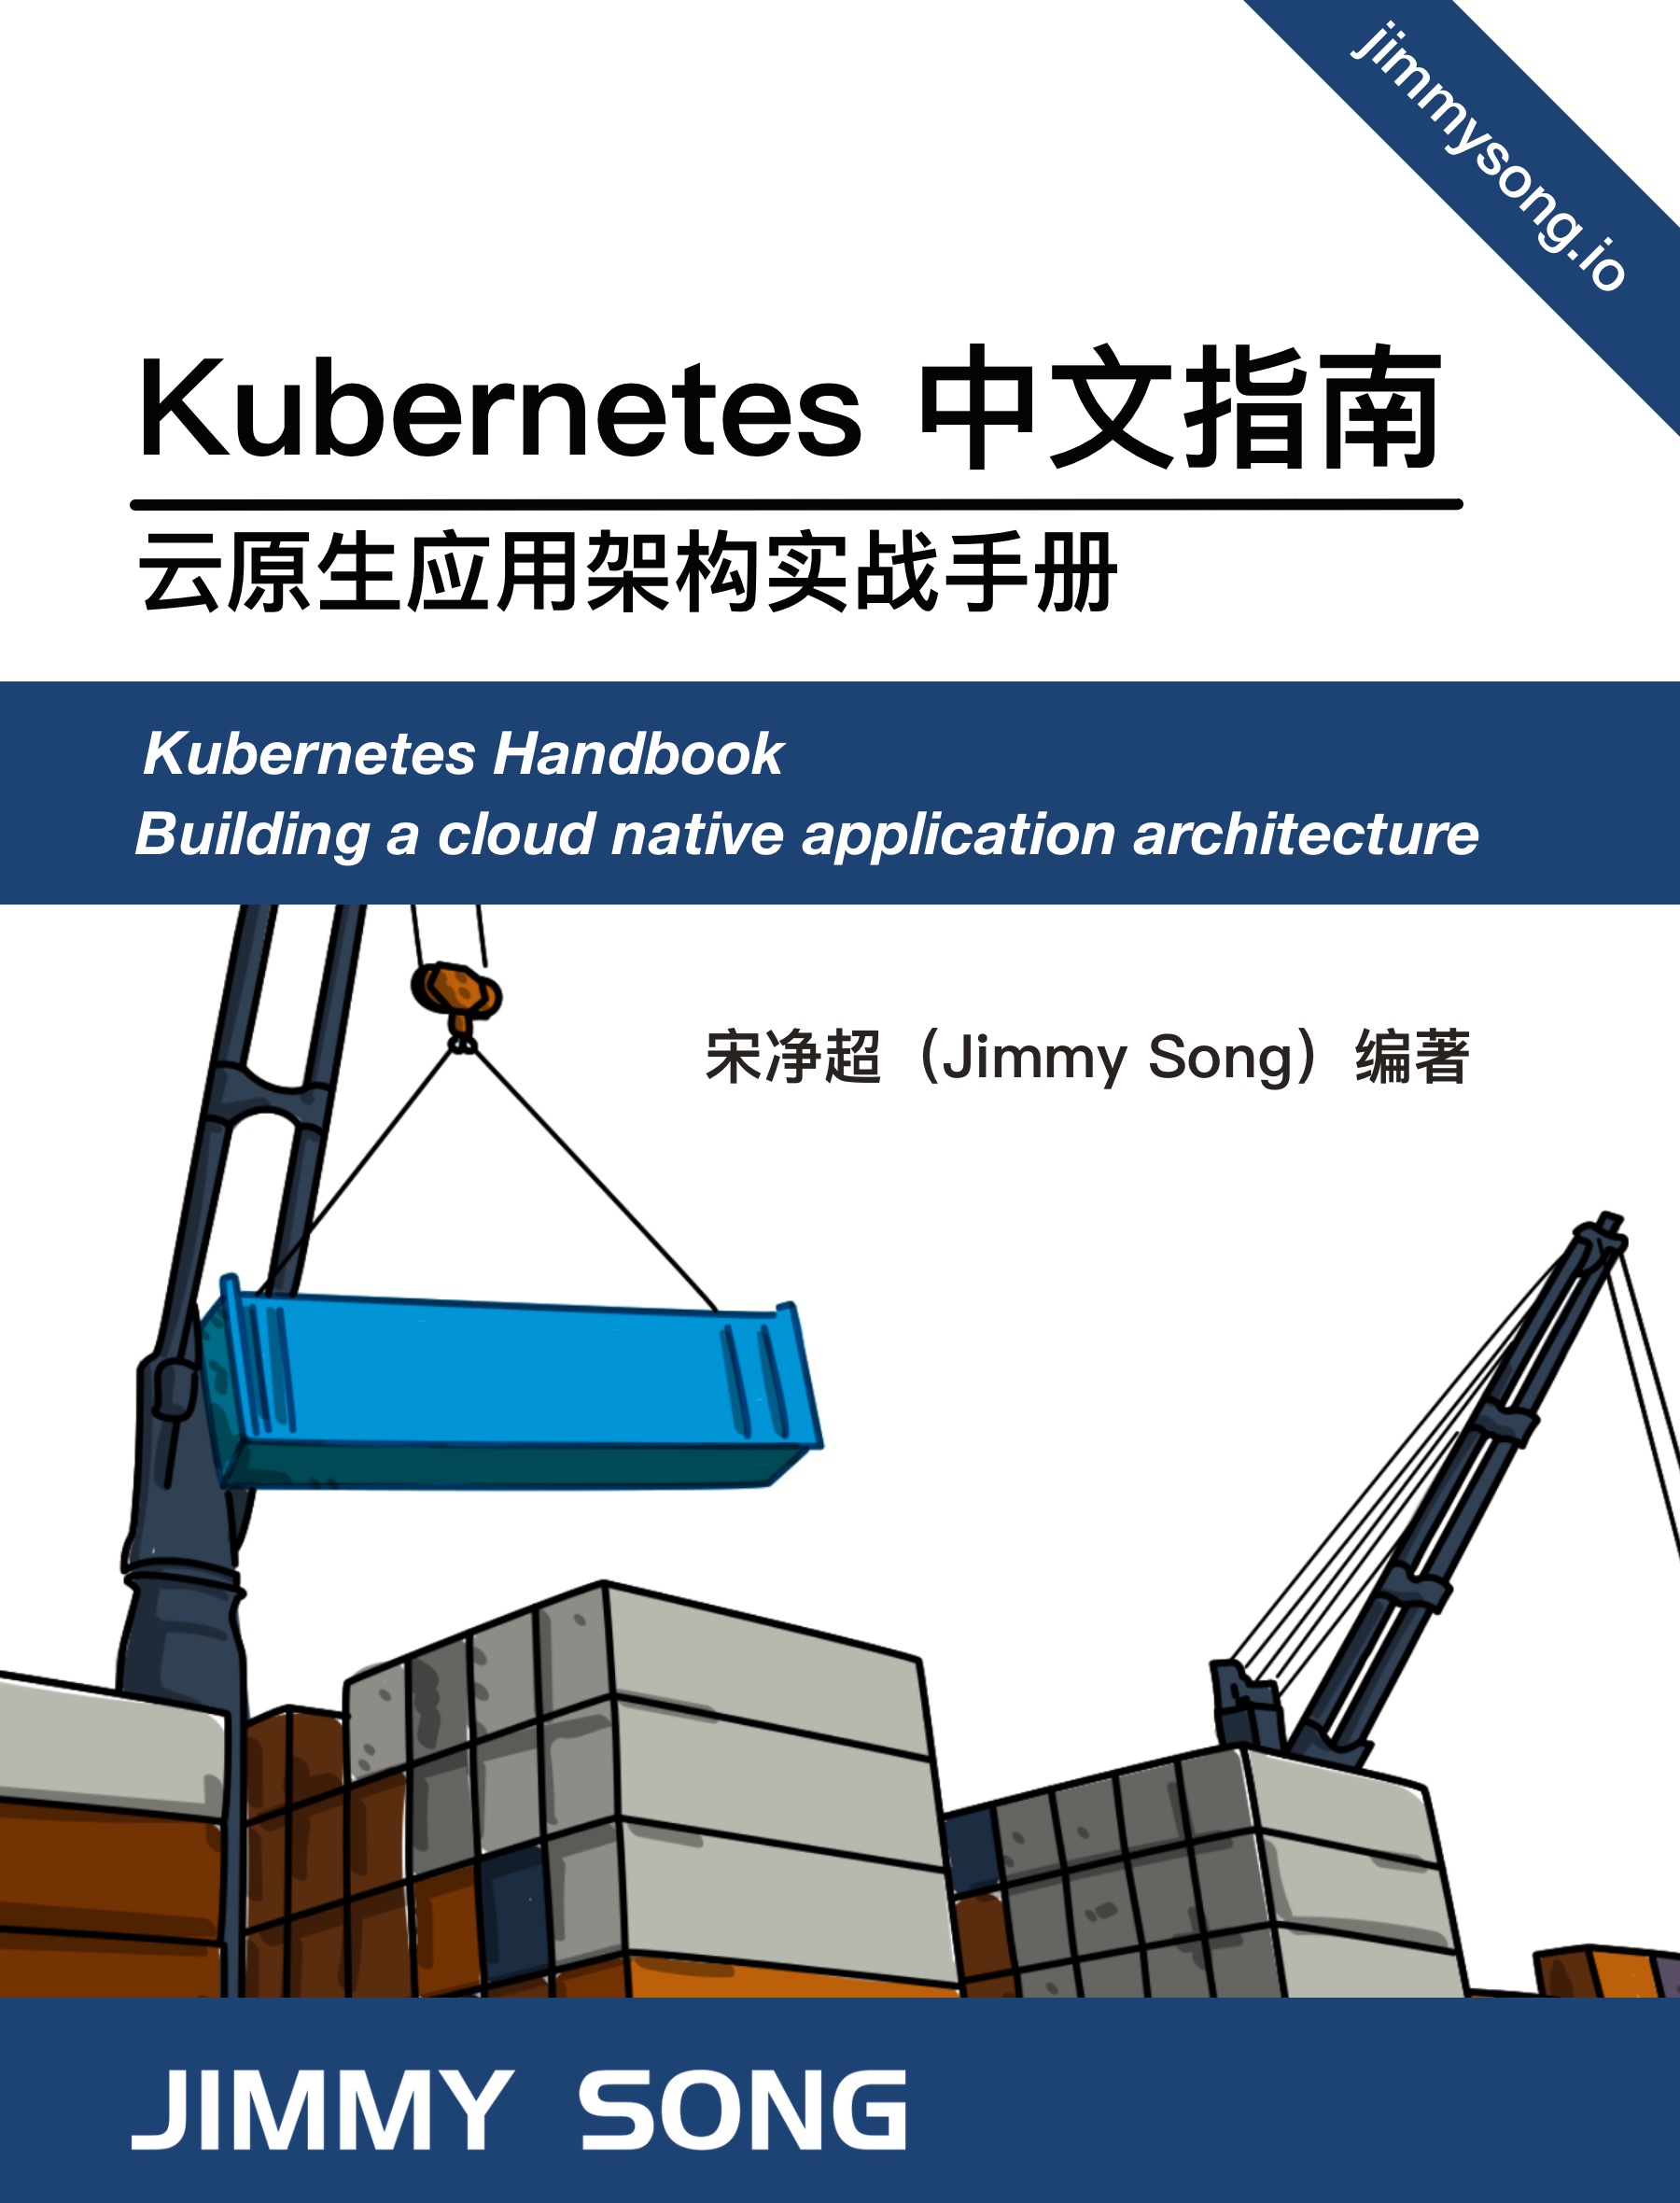 jimmysong.io
Kubernetes 中文指南
云原生应用架构实战手册
Kubernetes Handbook
Building a cloud native application architecture
宋净超（Jimmy Song）编著
JIMMY SONG